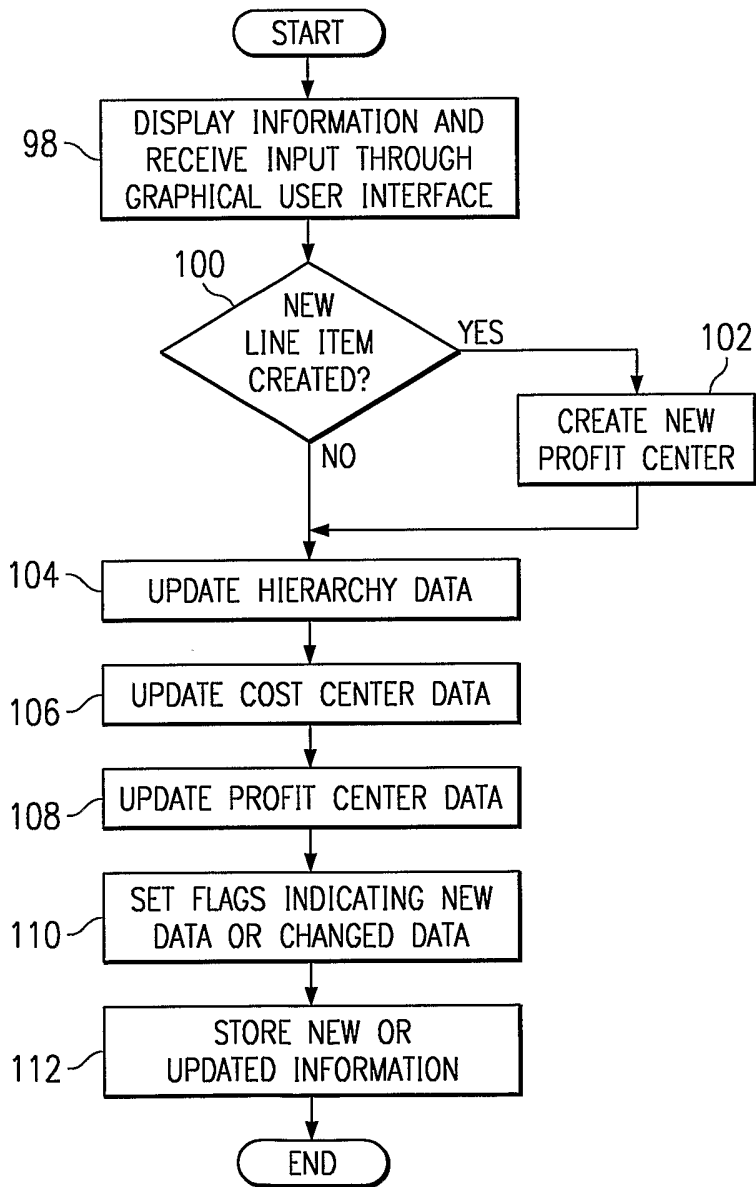 START
98
DISPLAY INFORMATION AND
RECEIVE INPUT THROUGH
GRAPHICAL USER INTERFACE
100
NEW
LINE ITEM
CREATED?
YES
102
CREATE NEW
PROFIT CENTER
NO
104
UPDATE HIERARCHY DATA
106
UPDATE COST CENTER DATA
108
UPDATE PROFIT CENTER DATA
110
SET FLAGS INDICATING NEW
DATA OR CHANGED DATA
112
STORE NEW OR
UPDATED INFORMATION
END